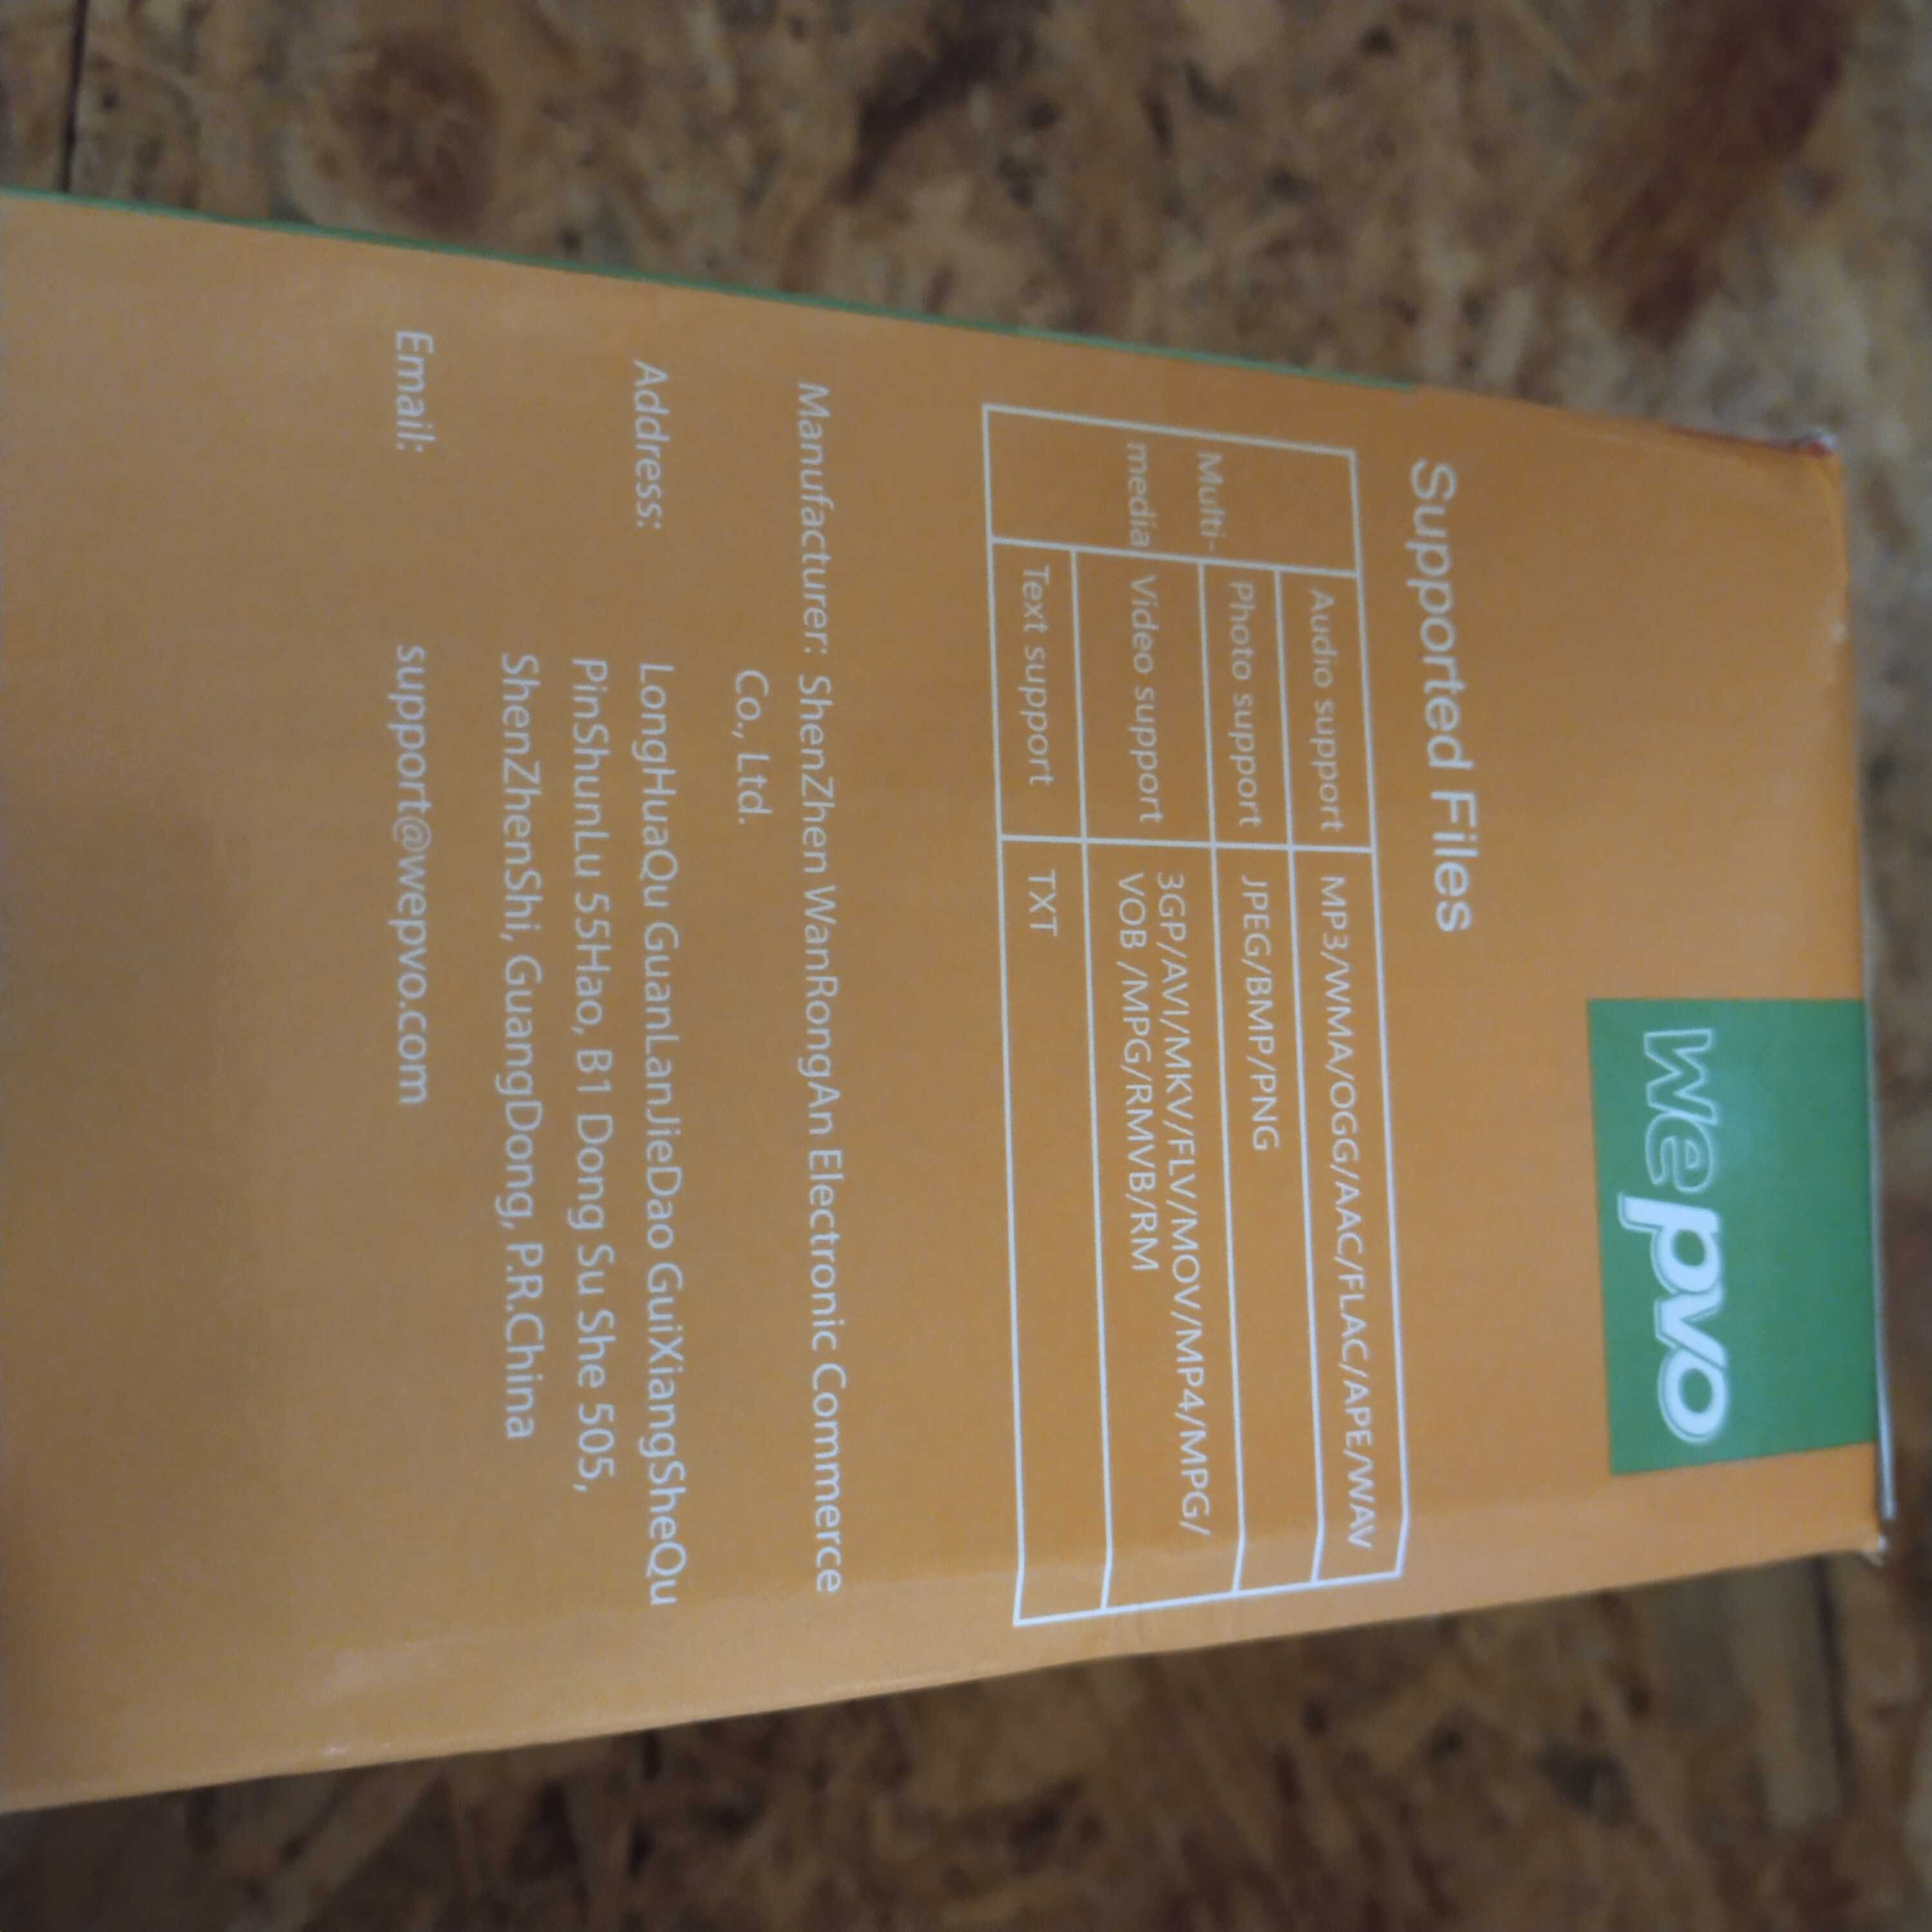 wepvo
Supported Files
Multi-
media
Audio support MP3/WMA/OGG/AAC/FLAC/APE/WAV
Photo support JPEG/BMP/PNG
Video support 3GP/AVI/MKV/FLV/MOV/MP4/MPG/
VOB /MPG/RMVB/RM
Text support TXT
Manufacturer: ShenZhen WanRongAn Electronic Commerce
Co., Ltd.
Address: LongHuaQu GuanLanJieDao GuiXiangSheQu
PinShunLu 55Hao, B1 Dong Su She 505,
ShenZhenShi, GuangDong, P.R.China
Email: support@wepvo.com